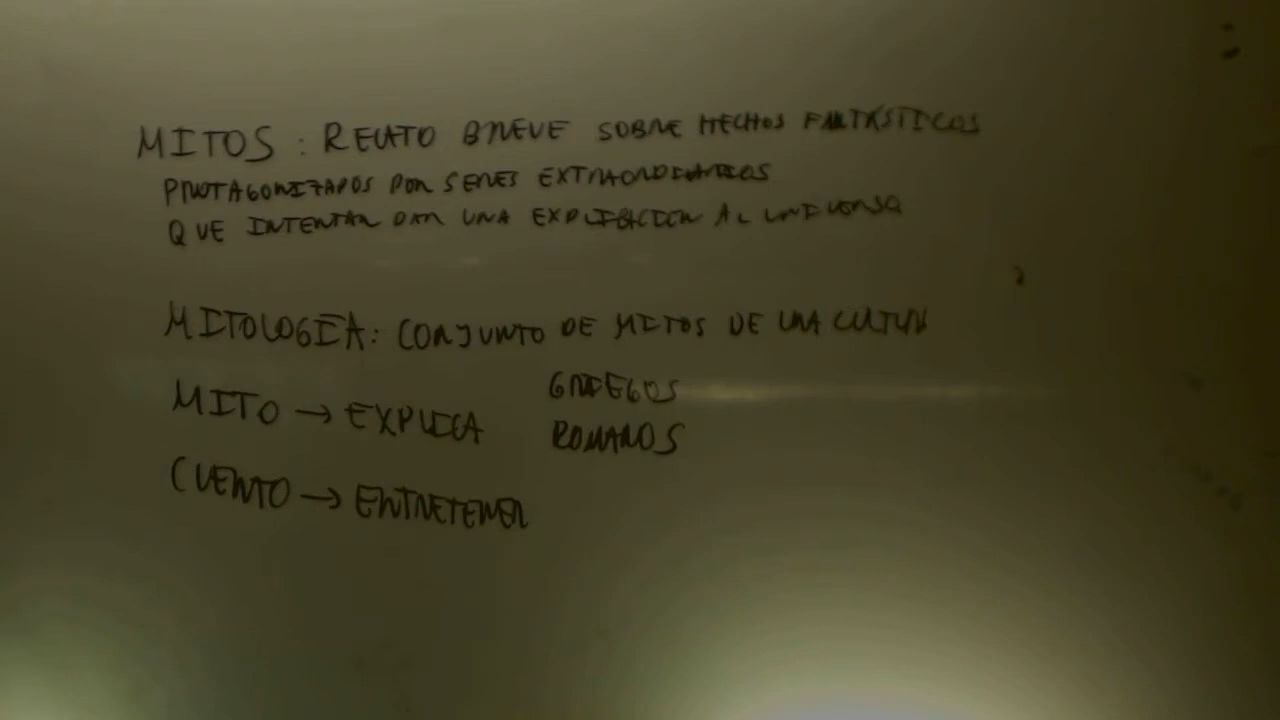 MITOS: RELATO BREVE SOBRE HECHOS FANTÁSTICOS
PROTAGONIZADOS POR SERES EXTRAORDINARIOS
QUE INTENTAN DAR UNA EXPLICACION AL UNIVERSO
MITOLOGÍA: CONJUNTO DE MITOS DE UNA CULTURA
GRIEGOS
MITO → EXPLICA
ROMANOS
CUENTO → ENTRETENER